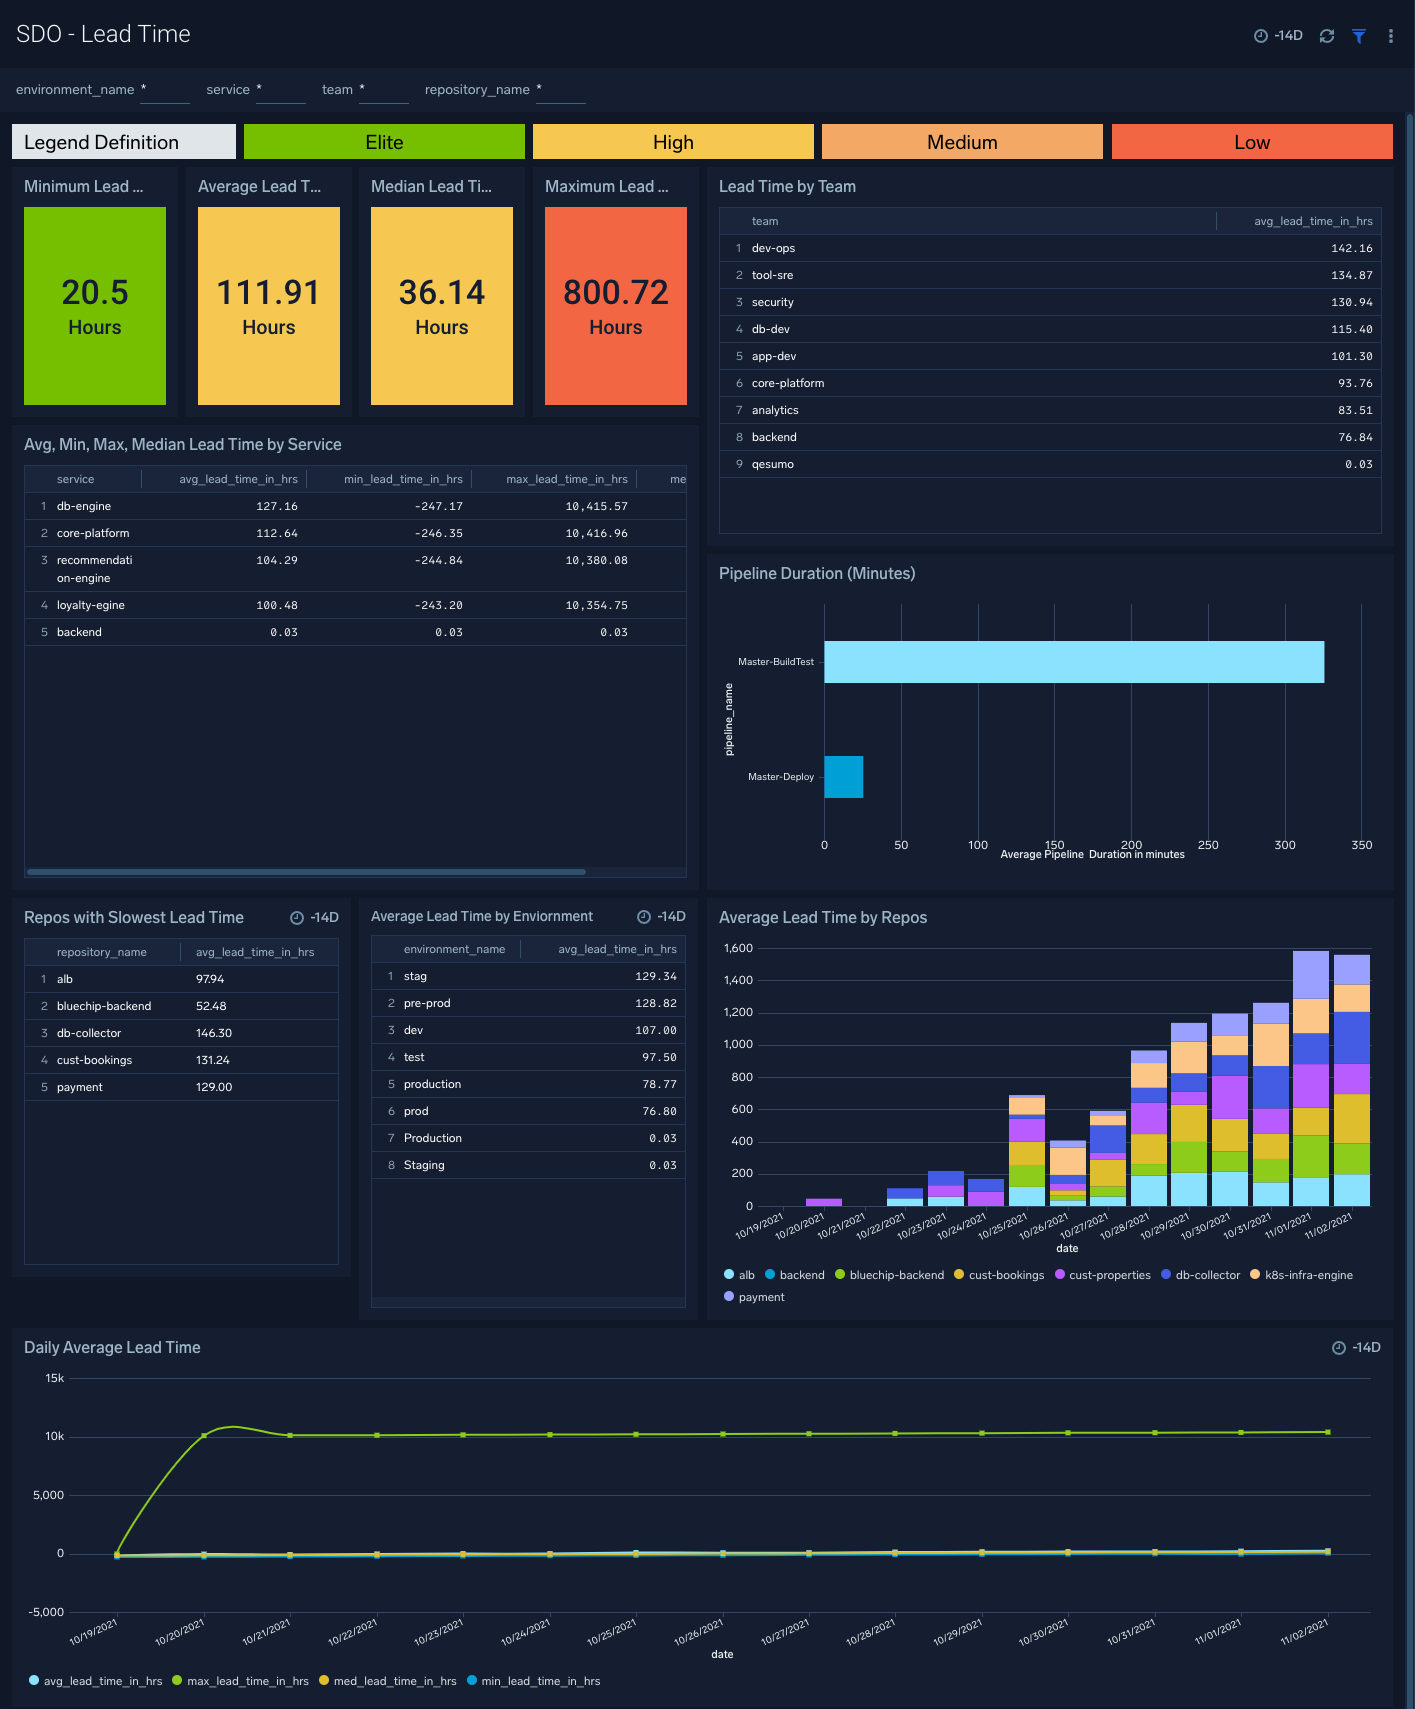 SDO - Lead Time
-14D
environment_name * service * team * repository_name *
Legend Definition
Elite
High
Medium
Low
Minimum Lead ...
20.5
Hours
Average Lead T...
111.91
Hours
Median Lead Ti...
36.14
Hours
Maximum Lead ...
800.72
Hours
Lead Time by Team
team avg_lead_time_in_hrs
1 dev-ops 142.16
2 tool-sre 134.87
3 security 130.94
4 db-dev 115.40
5 app-dev 101.30
6 core-platform 93.76
7 analytics 83.51
8 backend 76.84
9 qesumo 0.03
Avg, Min, Max, Median Lead Time by Service
service avg_lead_time_in_hrs min_lead_time_in_hrs max_lead_time_in_hrs me
1 db-engine 127.16 -247.17 10,415.57
2 core-platform 112.64 -246.35 10,416.96
3 recommendati 104.29 -244.84 10,380.08
on-engine
4 loyalty-egine 100.48 -243.20 10,354.75
5 backend 0.03 0.03 0.03
Pipeline Duration (Minutes)
pipeline_name
Master-BuildTest
Master-Deploy
0 50 100 150 200 250 300 350
Average Pipeline Duration in minutes
Repos with Slowest Lead Time -14D
repository_name avg_lead_time_in_hrs
1 alb 97.94
2 bluechip-backend 52.48
3 db-collector 146.30
4 cust-bookings 131.24
5 payment 129.00
Average Lead Time by Enviornment -14D
environment_name avg_lead_time_in_hrs
1 stag 129.34
2 pre-prod 128.82
3 dev 107.00
4 test 97.50
5 production 78.77
6 prod 76.80
7 Production 0.03
8 Staging 0.03
Average Lead Time by Repos
1,600
1,400
1,200
1,000
800
600
400
200
0
10/19/2021 10/20/2021 10/21/2021 10/22/2021 10/23/2021 10/24/2021 10/25/2021 10/26/2021 10/27/2021 10/28/2021 10/29/2021 10/30/2021 10/31/2021 11/01/2021 11/02/2021
date
alb backend bluechip-backend cust-bookings cust-properties db-collector k8s-infra-engine
payment
Daily Average Lead Time -14D
15k
10k
5,000
0
-5,000
10/19/2021 10/20/2021 10/21/2021 10/22/2021 10/23/2021 10/24/2021 10/25/2021 10/26/2021 10/27/2021 10/28/2021 10/29/2021 10/30/2021 10/31/2021 11/01/2021 11/02/2021
date
avg_lead_time_in_hrs max_lead_time_in_hrs med_lead_time_in_hrs min_lead_time_in_hrs